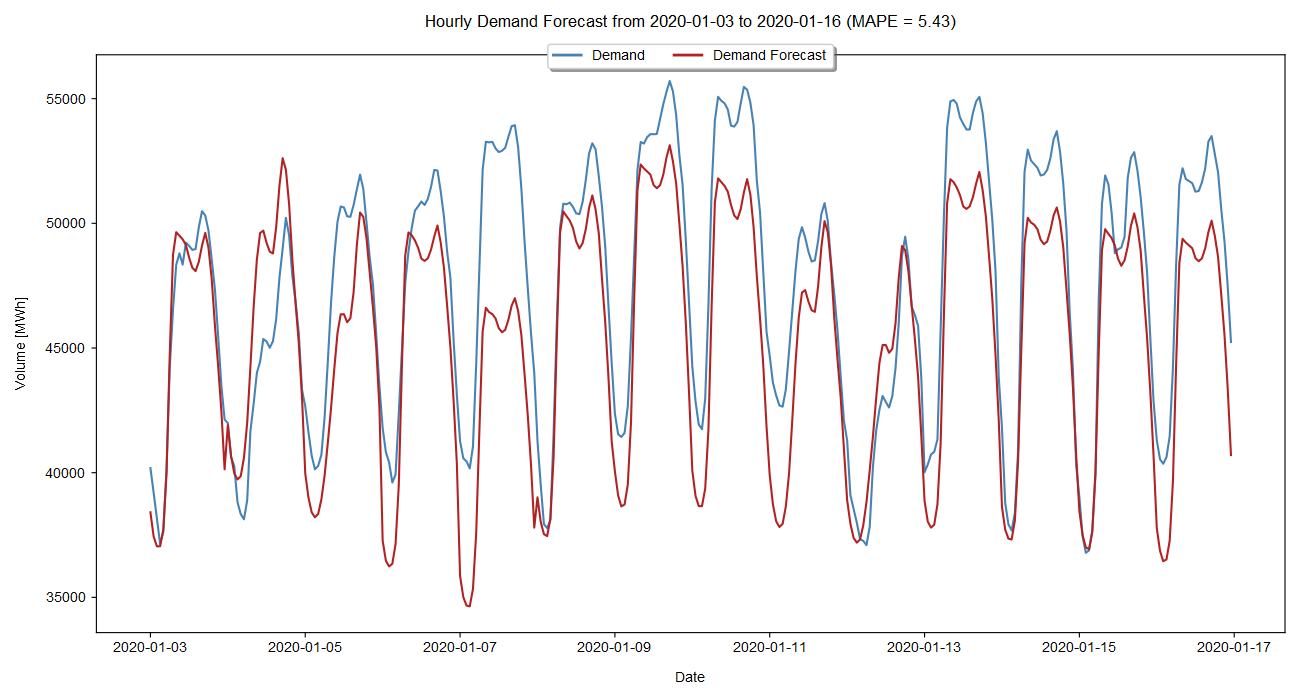 Hourly Demand Forecast from 2020-01-03 to 2020-01-16 (MAPE = 5.43)
Demand Demand Forecast
55000
50000
45000
40000
35000
Volume [MWh]
2020-01-03 2020-01-05 2020-01-07 2020-01-09 2020-01-11 2020-01-13 2020-01-15 2020-01-17
Date